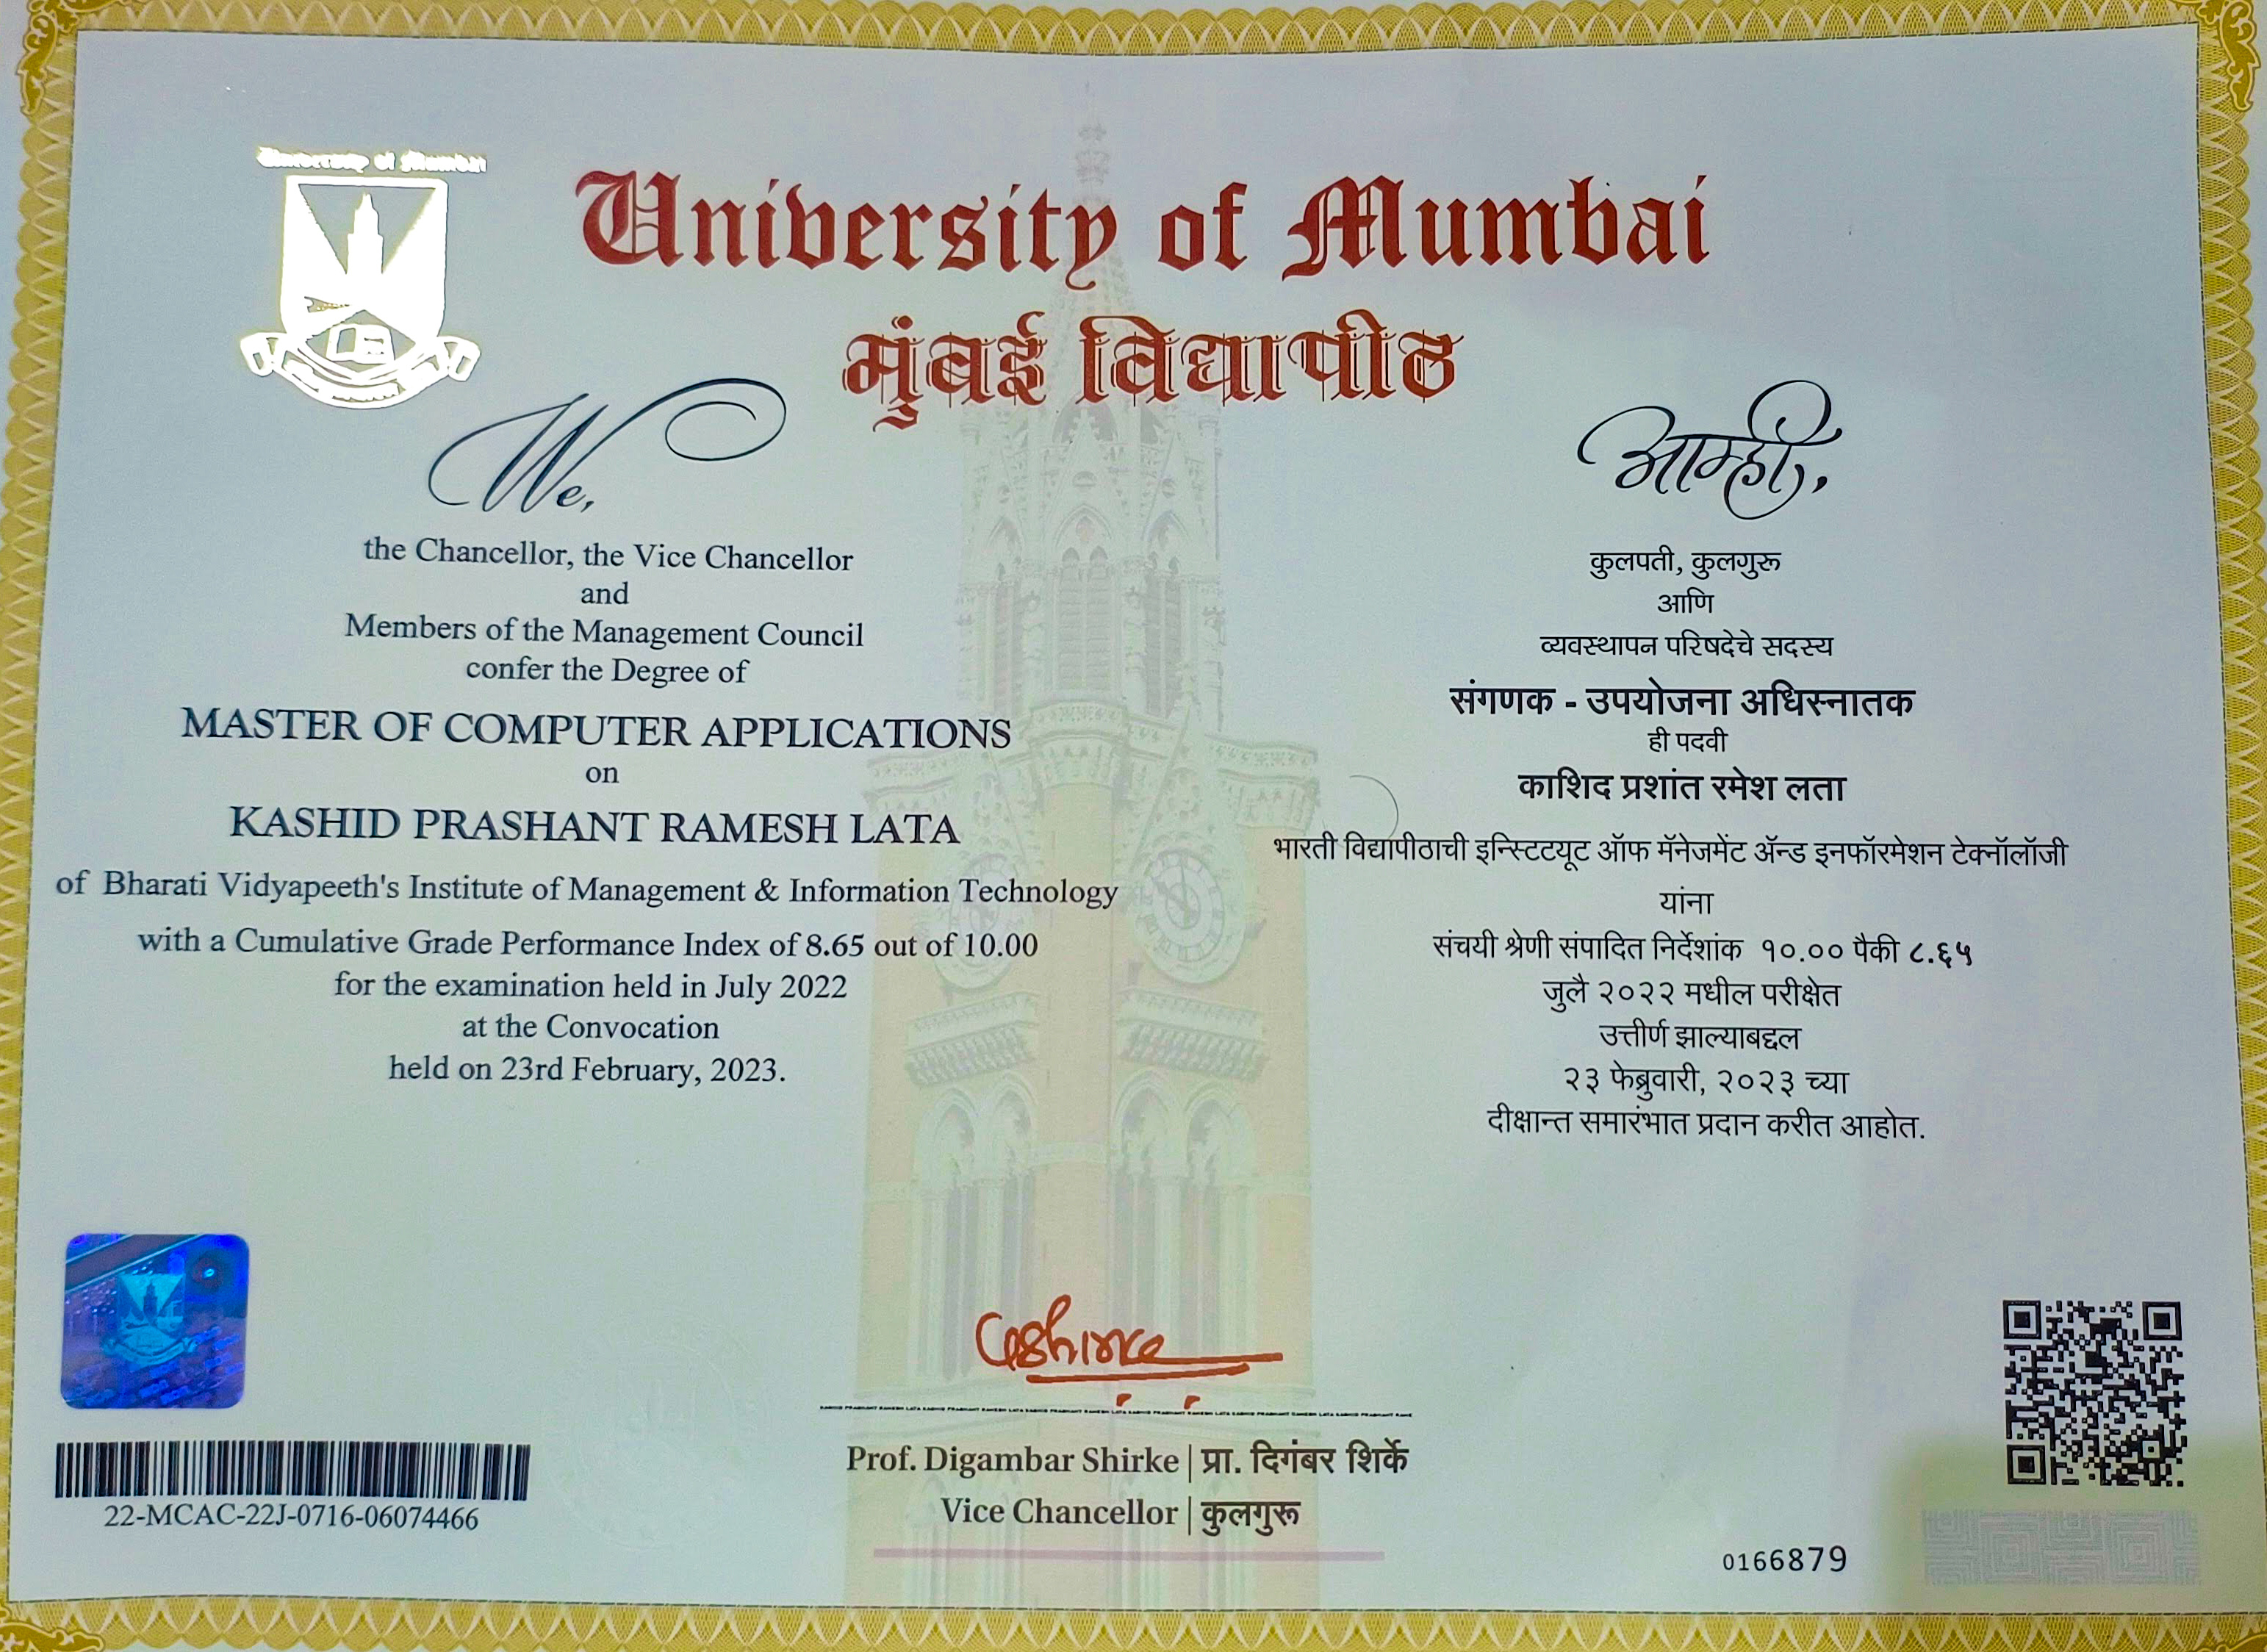 University of Mumbai
University of Mumbai
मुंबई विद्यापीठ
We,
the Chancellor, the Vice Chancellor
and
Members of the Management Council
confer the Degree of
MASTER OF COMPUTER APPLICATIONS
on
KASHID PRASHANT RAMESH LATA
of Bharati Vidyapeeth's Institute of Management & Information Technology
with a Cumulative Grade Performance Index of 8.65 out of 10.00
for the examination held in July 2022
at the Convocation
held on 23rd February, 2023.
आम्ही,
कुलपती, कुलगुरू
आणि
व्यवस्थापन परिषदेचे सदस्य
संगणक - उपयोजना अधिस्नातक
ही पदवी
काशिद प्रशांत रमेश लता
भारती विद्यापीठाची इन्स्टिटयूट ऑफ मॅनेजमेंट ॲन्ड इनफॉरमेशन टेक्नॉलॉजी
यांना
संचयी श्रेणी संपादित निर्देशांक १०.०० पैकी ८.६५
जुलै २०२२ मधील परीक्षेत
उत्तीर्ण झाल्याबद्दल
२३ फेब्रुवारी, २०२३ च्या
दीक्षान्त समारंभात प्रदान करीत आहोत.
Prof. Digambar Shirke | प्रा. दिगंबर शिर्के
Vice Chancellor | कुलगुरू
22-MCAC-22J-0716-06074466
0166879